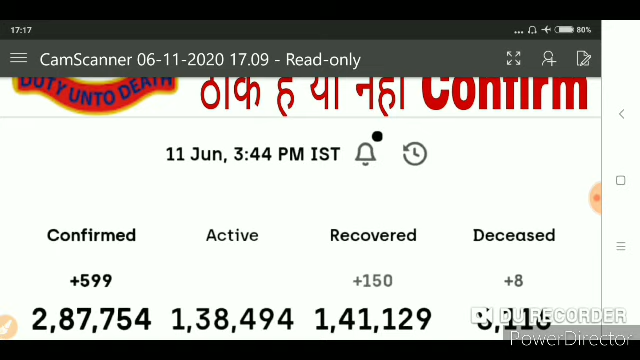 17:17
80%
CamScanner 06-11-2020 17.09 - Read-only
DUTY UNTO DEATH
ठीक है या नहीं Confirm
11 Jun, 3:44 PM IST
Confirmed Active Recovered Deceased
+599 +150 +8
2,87,754 1,38,494 1,41,129
DU RECORDER
PowerDirector